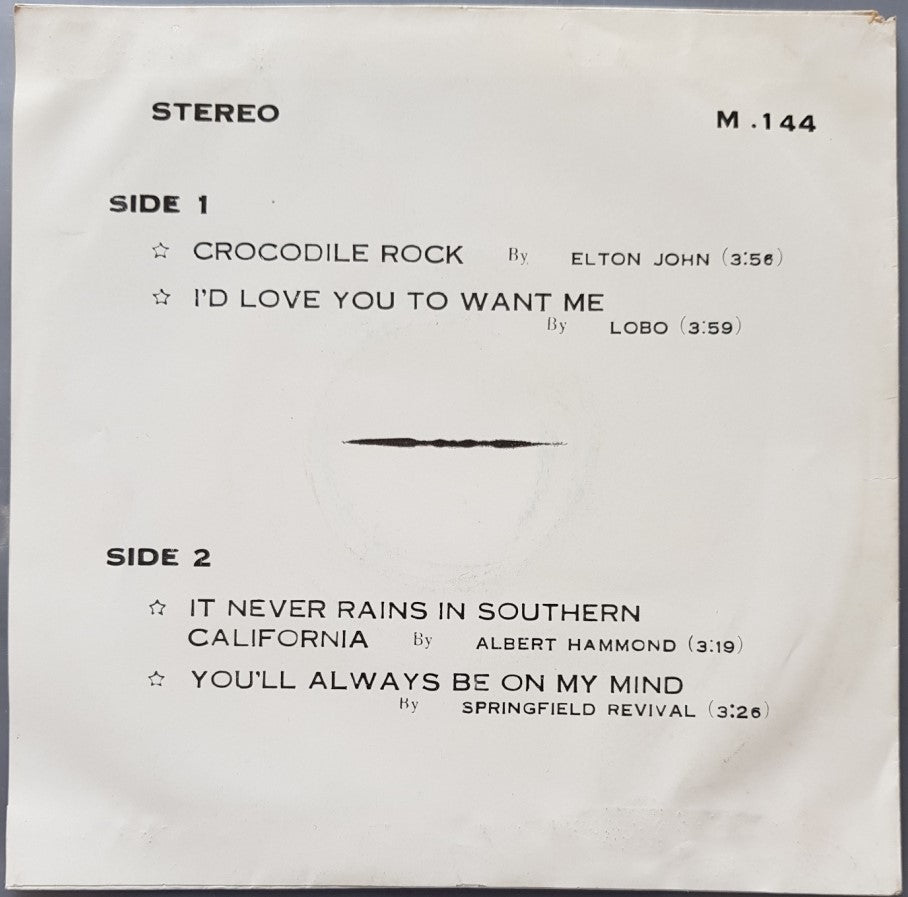 STEREO M .144
SIDE 1
☆ CROCODILE ROCK By ELTON JOHN (3:56)
☆ I'D LOVE YOU TO WANT ME
By LOBO (3:59)
SIDE 2
☆ IT NEVER RAINS IN SOUTHERN
CALIFORNIA By ALBERT HAMMOND (3:19)
☆ YOU'LL ALWAYS BE ON MY MIND
By SPRINGFIELD REVIVAL (3:26)